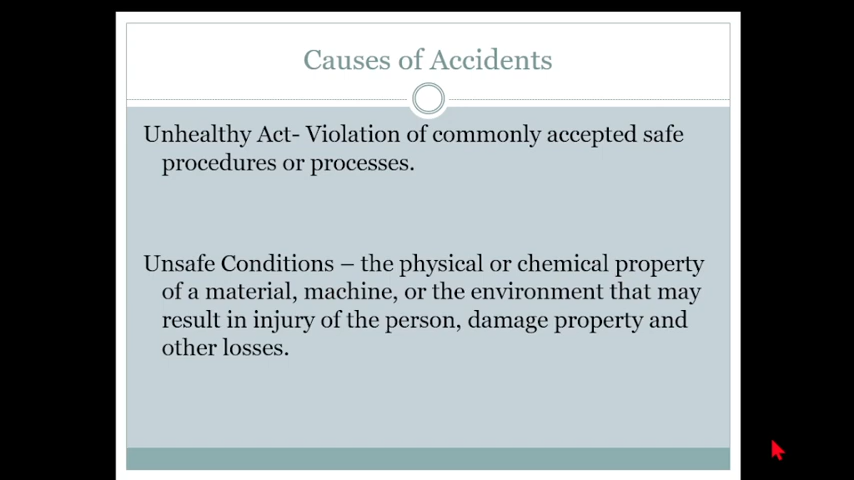 Causes of Accidents
Unhealthy Act- Violation of commonly accepted safe
procedures or processes.
Unsafe Conditions – the physical or chemical property
of a material, machine, or the environment that may
result in injury of the person, damage property and
other losses.